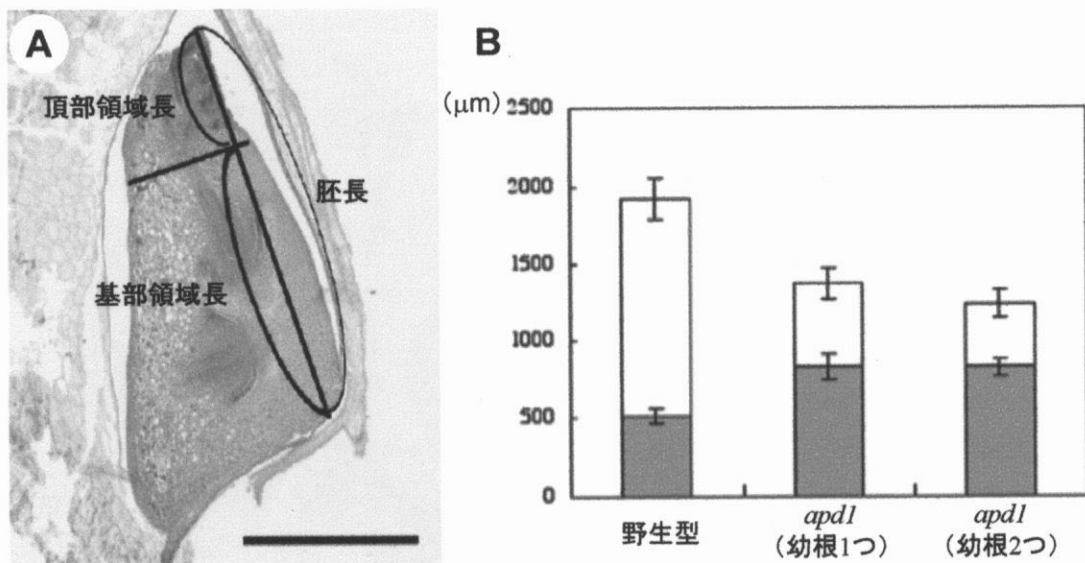 A
頂部領域長
胚長
基部領域長
B
(μm)
2500
2000
1500
1000
500
0
野生型
apd1
(幼根1つ)
apd1
(幼根2つ)